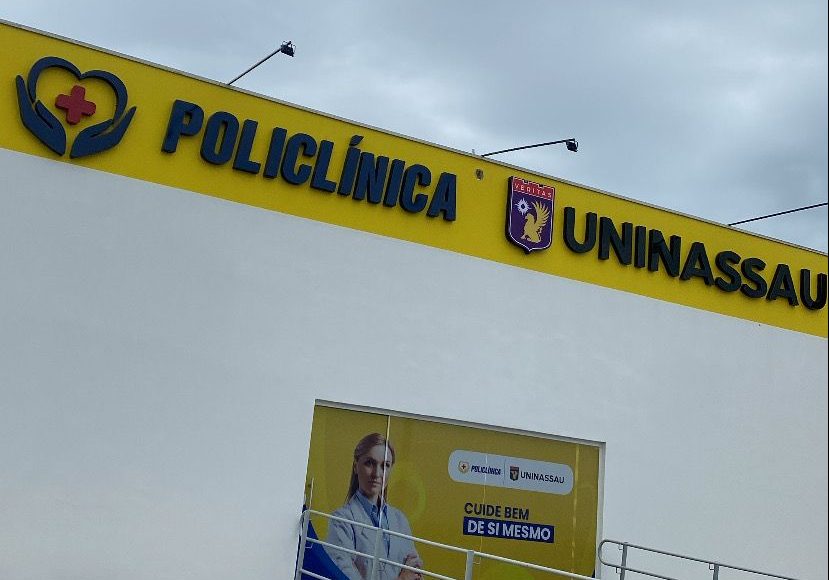 POLICLÍNICA
VERITAS
UNINASSAU
POLICLÍNICA
UNINASSAU
CUIDE BEM
DE SI MESMO